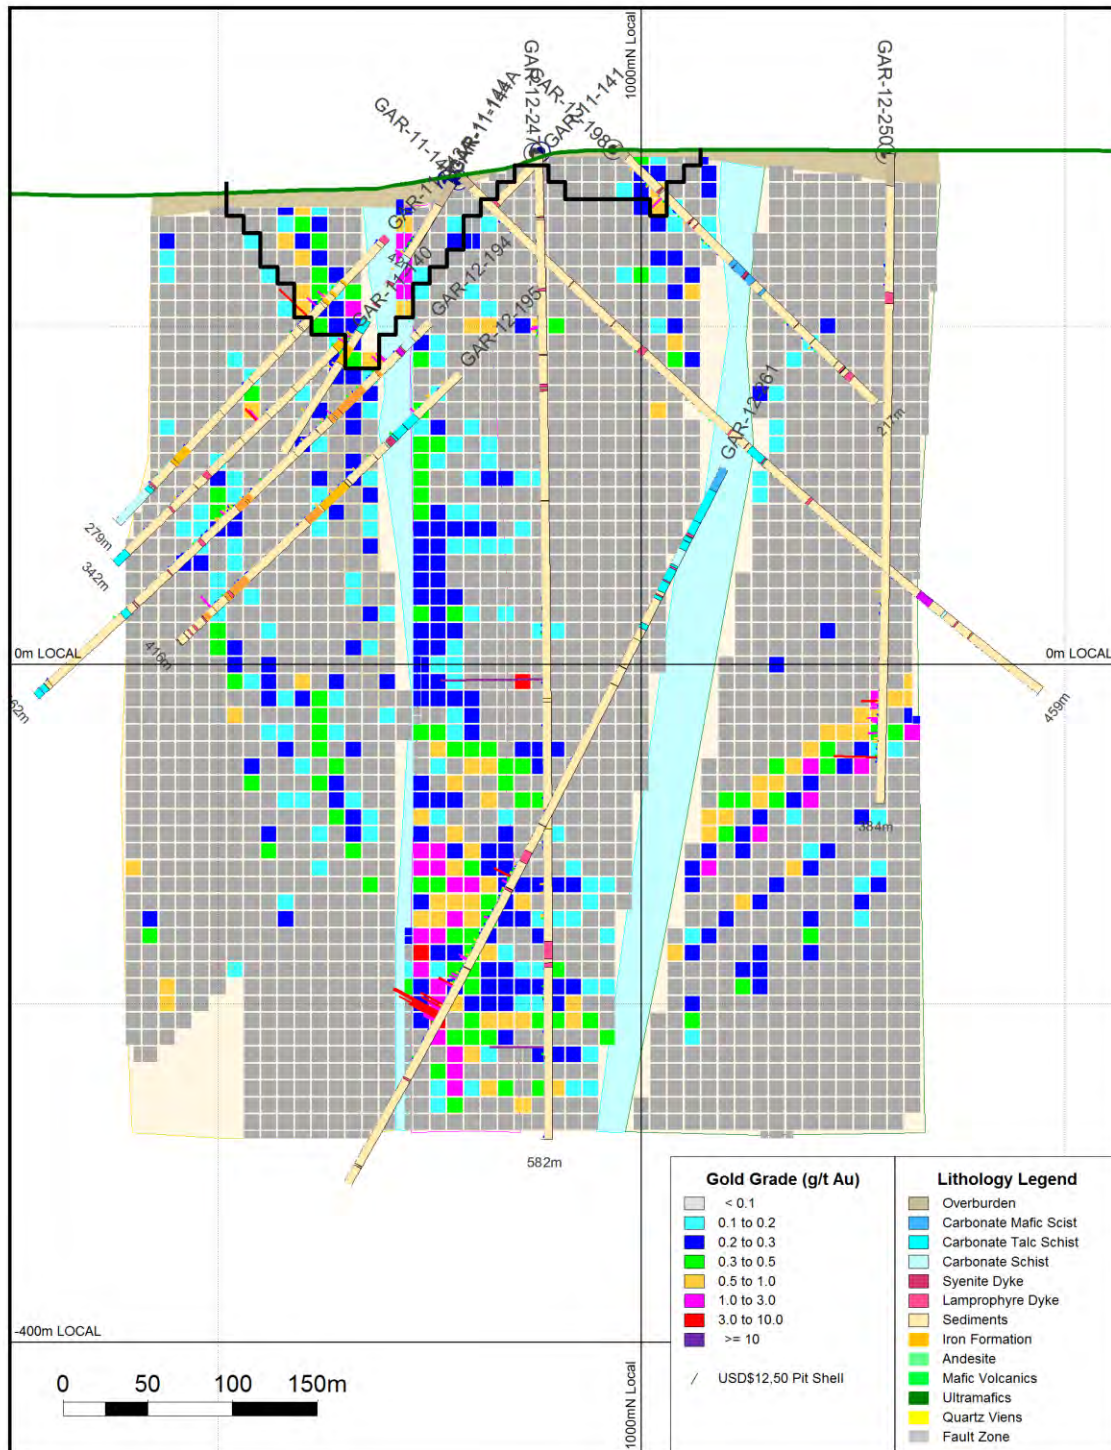 1000mN Local
GAR-12-247
GAR-11-141
GAR-12-198
GAR-12-250
GAR-11-144A
GAR-12-194
GAR-11-140
GAR-12-195
GAR-12-261
217m
279m
342m
416m
0m LOCAL
0m LOCAL
459m
384m
582m
-400m LOCAL
1000mN Local
0 50 100 150m
Gold Grade (g/t Au)
< 0.1
0.1 to 0.2
0.2 to 0.3
0.3 to 0.5
0.5 to 1.0
1.0 to 3.0
3.0 to 10.0
>= 10
USD$12,50 Pit Shell
Lithology Legend
Overburden
Carbonate Mafic Scist
Carbonate Talc Schist
Carbonate Schist
Syenite Dyke
Lamprophyre Dyke
Sediments
Iron Formation
Andesite
Mafic Volcanics
Ultramafics
Quartz Viens
Fault Zone